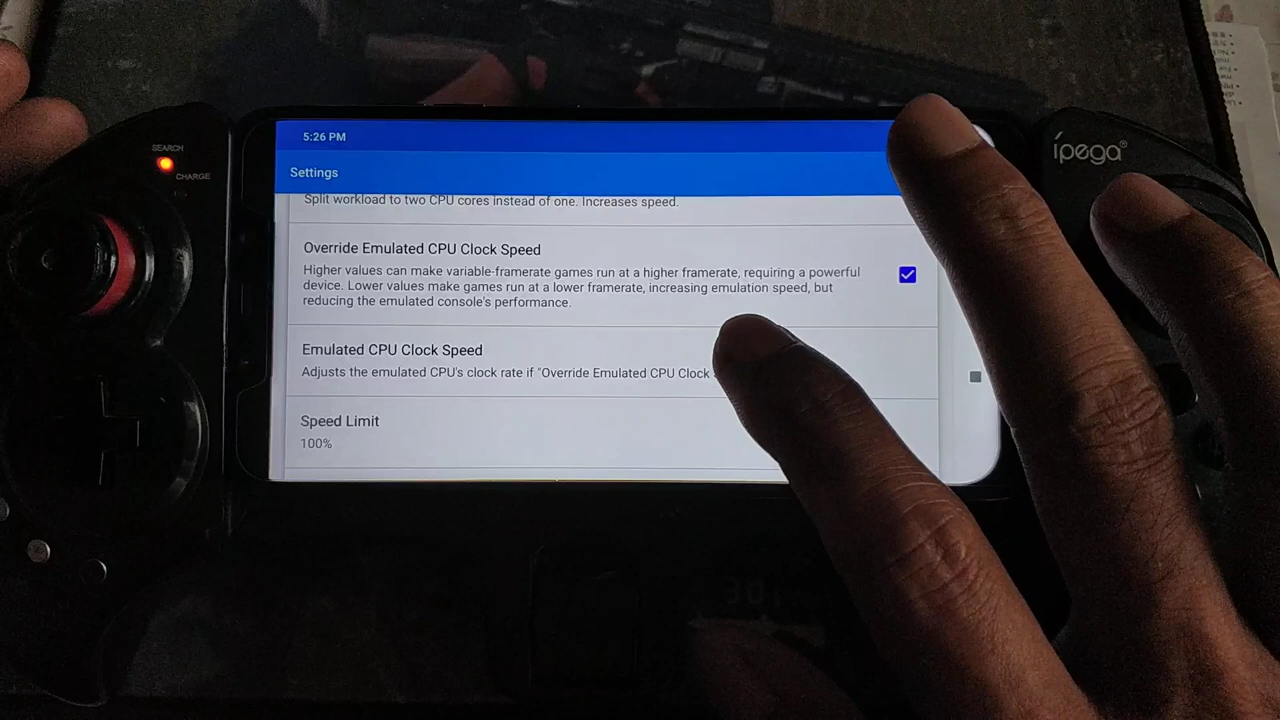 SEARCH
CHARGE
ípega®
5:26 PM
Settings
Split workload to two CPU cores instead of one. Increases speed.
Override Emulated CPU Clock Speed
Higher values can make variable-framerate games run at a higher framerate, requiring a powerful
device. Lower values make games run at a lower framerate, increasing emulation speed, but
reducing the emulated console's performance.
Emulated CPU Clock Speed
Adjusts the emulated CPU's clock rate if "Override Emulated CPU Clock
Speed Limit
100%